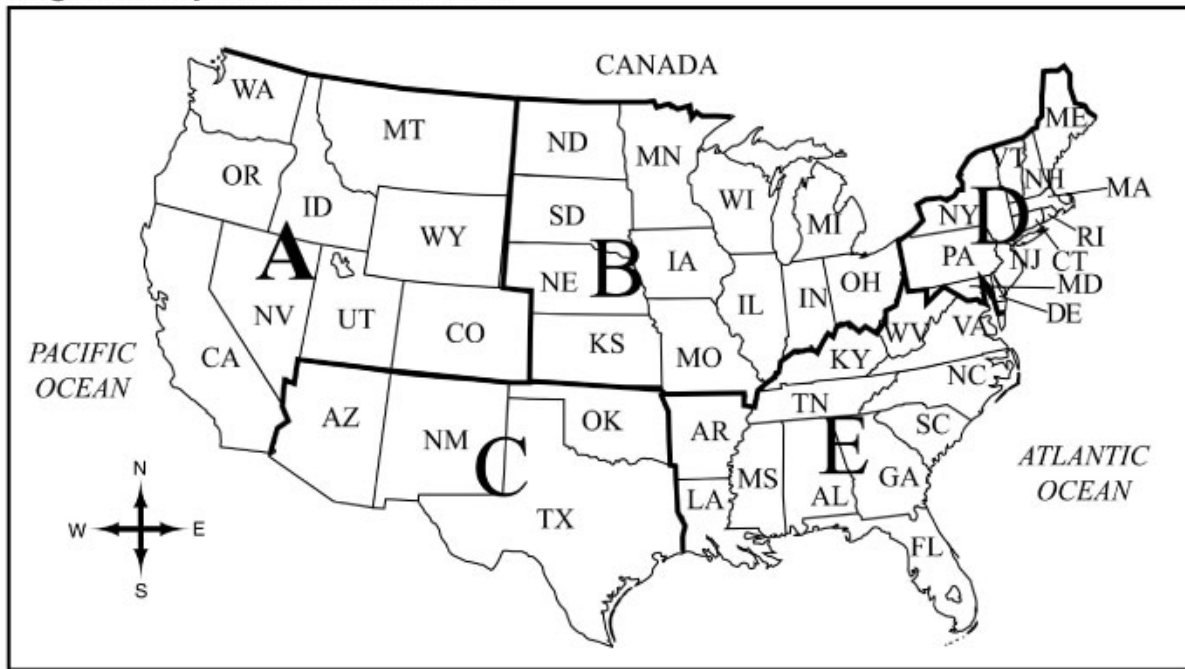 CANADA
WA
MT
ND
MN
ME
VT
NH
MA
OR
ID
SD
WI
MI
NY
D
RI
WY
A
B
IA
PA
NJ
CT
NE
OH
MD
NV
UT
CO
IL
IN
DE
KS
MO
WV
VA
KY
CA
PACIFIC
OCEAN
NC
TN
AZ
NM
OK
AR
SC
C
E
MS
AL
GA
ATLANTIC
OCEAN
LA
TX
FL
N
W
E
S